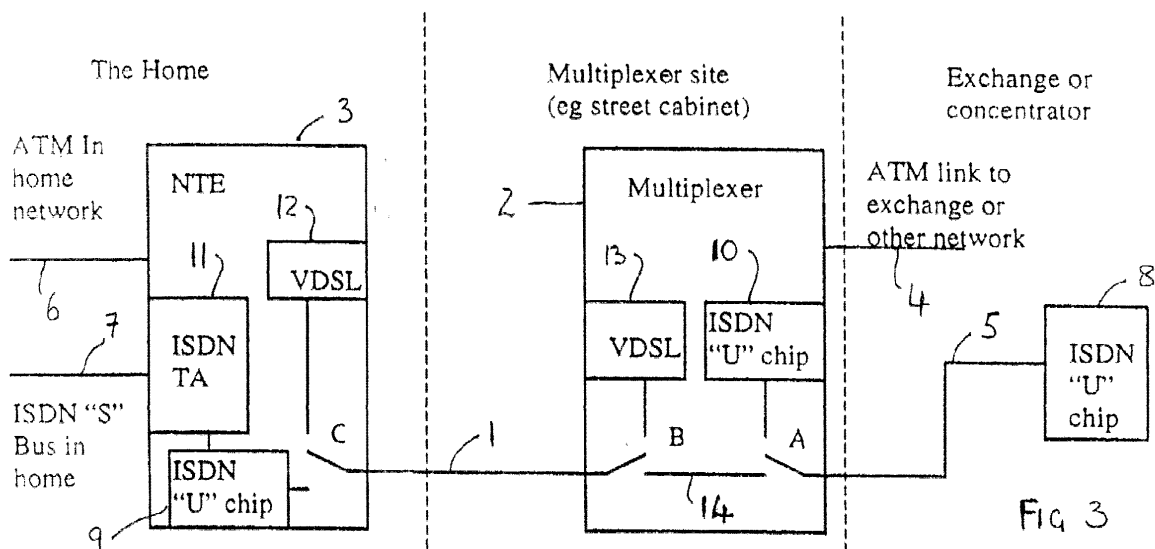 The Home
Multiplexer site
(eg street cabinet)
Exchange or
concentrator
3
ATM In
home
network
NTE
12
VDSL
11
6
7
ISDN
TA
ISDN "S"
Bus in
home
C
ISDN
"U" chip
9
1
2
Multiplexer
13
VDSL
10
ISDN
"U" chip
B
A
14
ATM link to
exchange or
other network
4
5
8
ISDN
"U"
chip
FIG 3